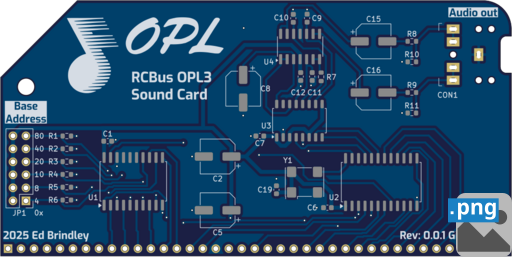 Audio out
C10
C9
C15
R8
OPL
R10
U4
RCBus OPL3
Sound Card
C8
C12
C11
R7
C16
R9
CON1
R11
Base
Address
U3
80 R1
C1
C7
40 R2
20 R3
Y1
10 R4
C2
8 R5
C19
4 R6
U1
U2
C6
JP1 0x
C5
2025 Ed Brindley
Rev: 0.0.1 G
.png